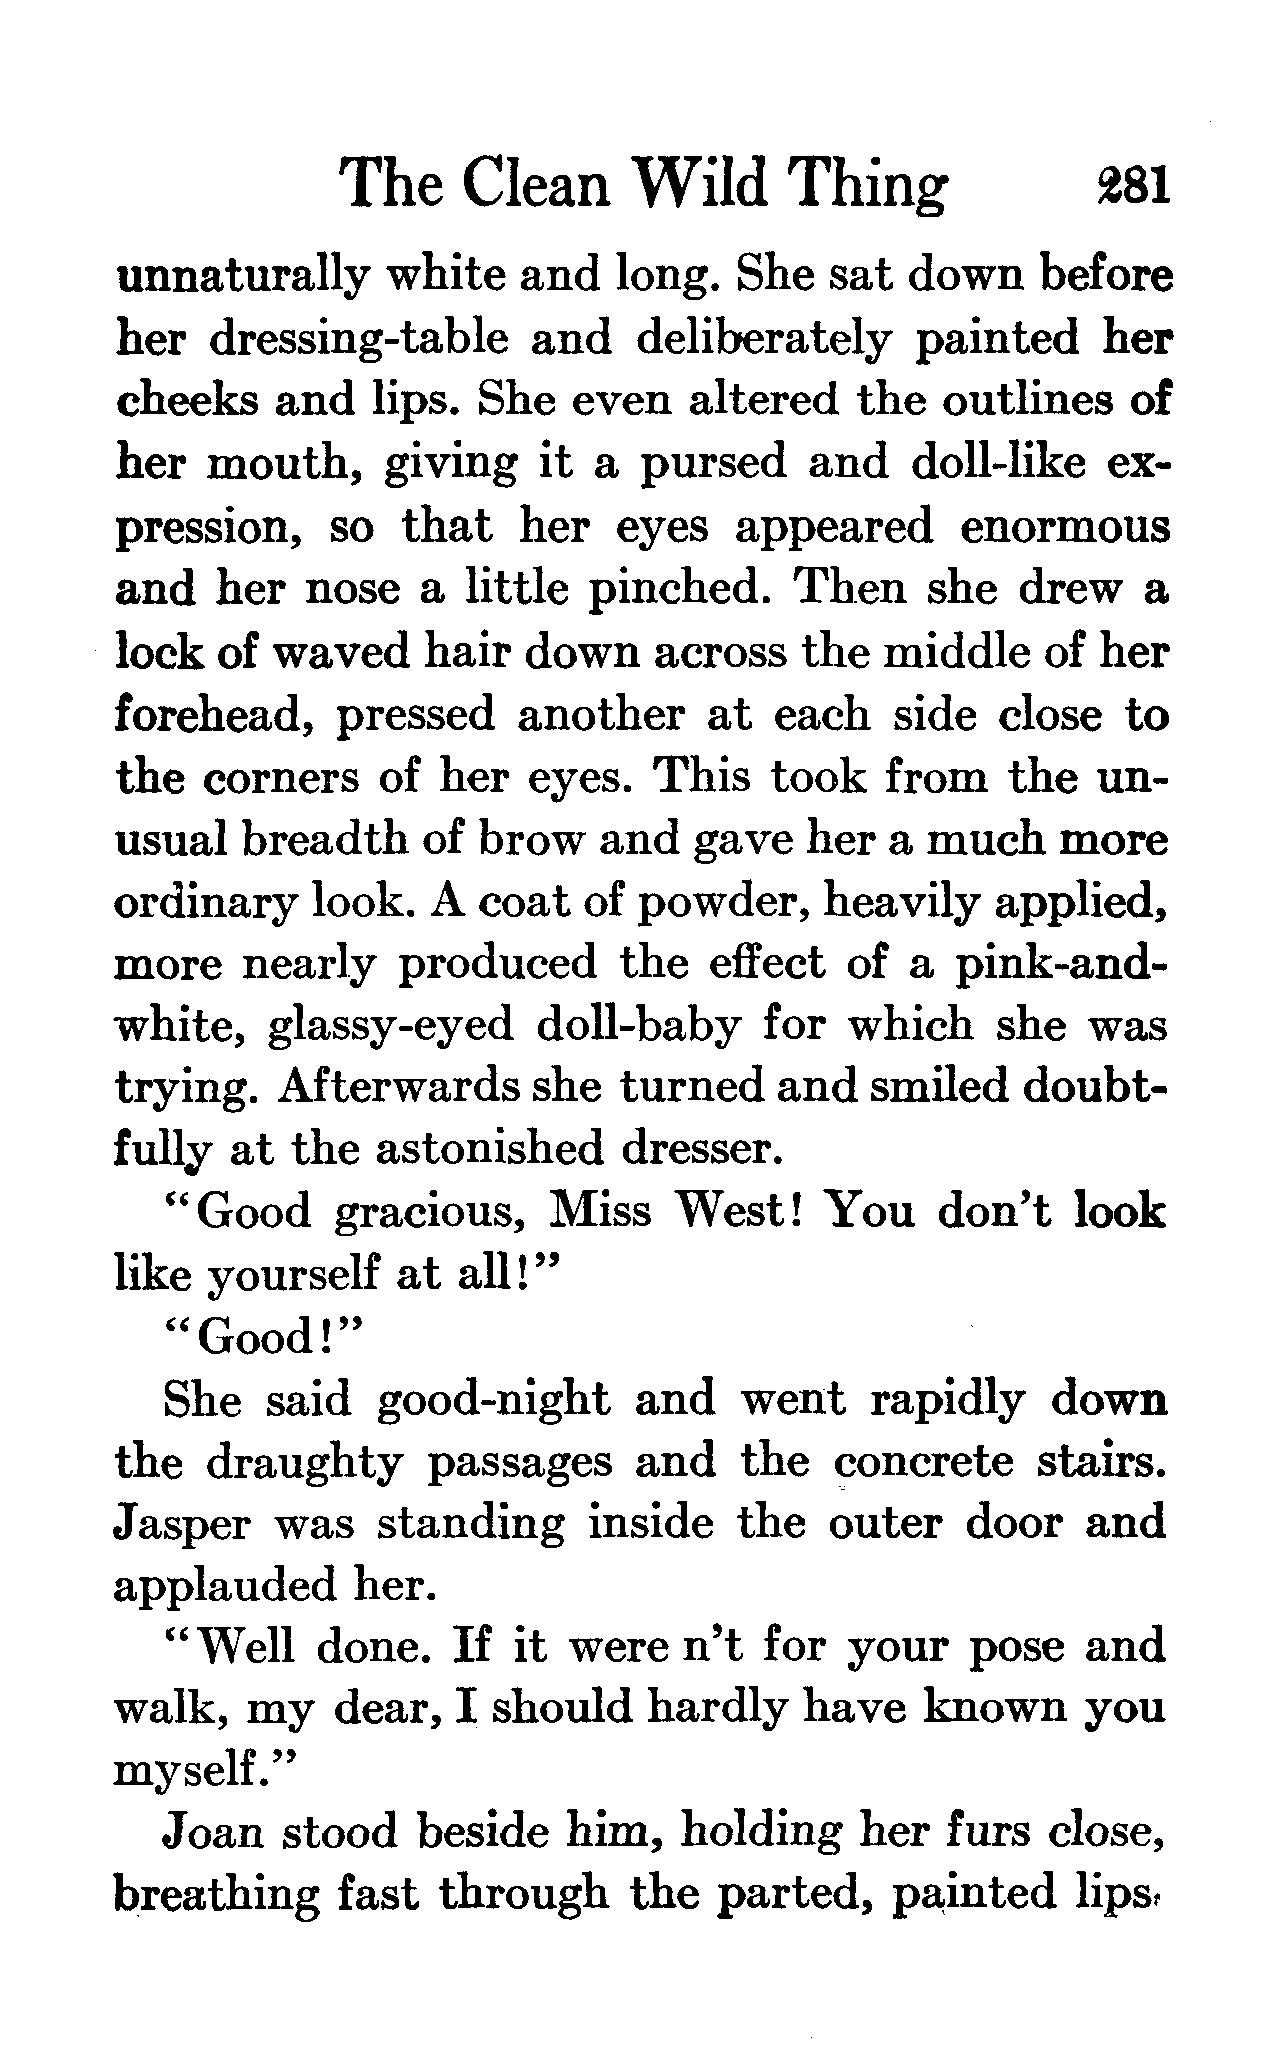 The Clean Wild Thing 281
unnaturally white and long. She sat down before
her dressing-table and deliberately painted her
cheeks and lips. She even altered the outlines of
her mouth, giving it a pursed and doll-like ex-
pression, so that her eyes appeared enormous
and her nose a little pinched. Then she drew a
lock of waved hair down across the middle of her
forehead, pressed another at each side close to
the corners of her eyes. This took from the un-
usual breadth of brow and gave her a much more
ordinary look. A coat of powder, heavily applied,
more nearly produced the effect of a pink-and-
white, glassy-eyed doll-baby for which she was
trying. Afterwards she turned and smiled doubt-
fully at the astonished dresser.
"Good gracious, Miss West! You don't look
like yourself at all!"
"Good!"
She said good-night and went rapidly down
the draughty passages and the concrete stairs.
Jasper was standing inside the outer door and
applauded her.
"Well done. If it were n't for your pose and
walk, my dear, I should hardly have known you
myself."
Joan stood beside him, holding her furs close,
breathing fast through the parted, painted lips.